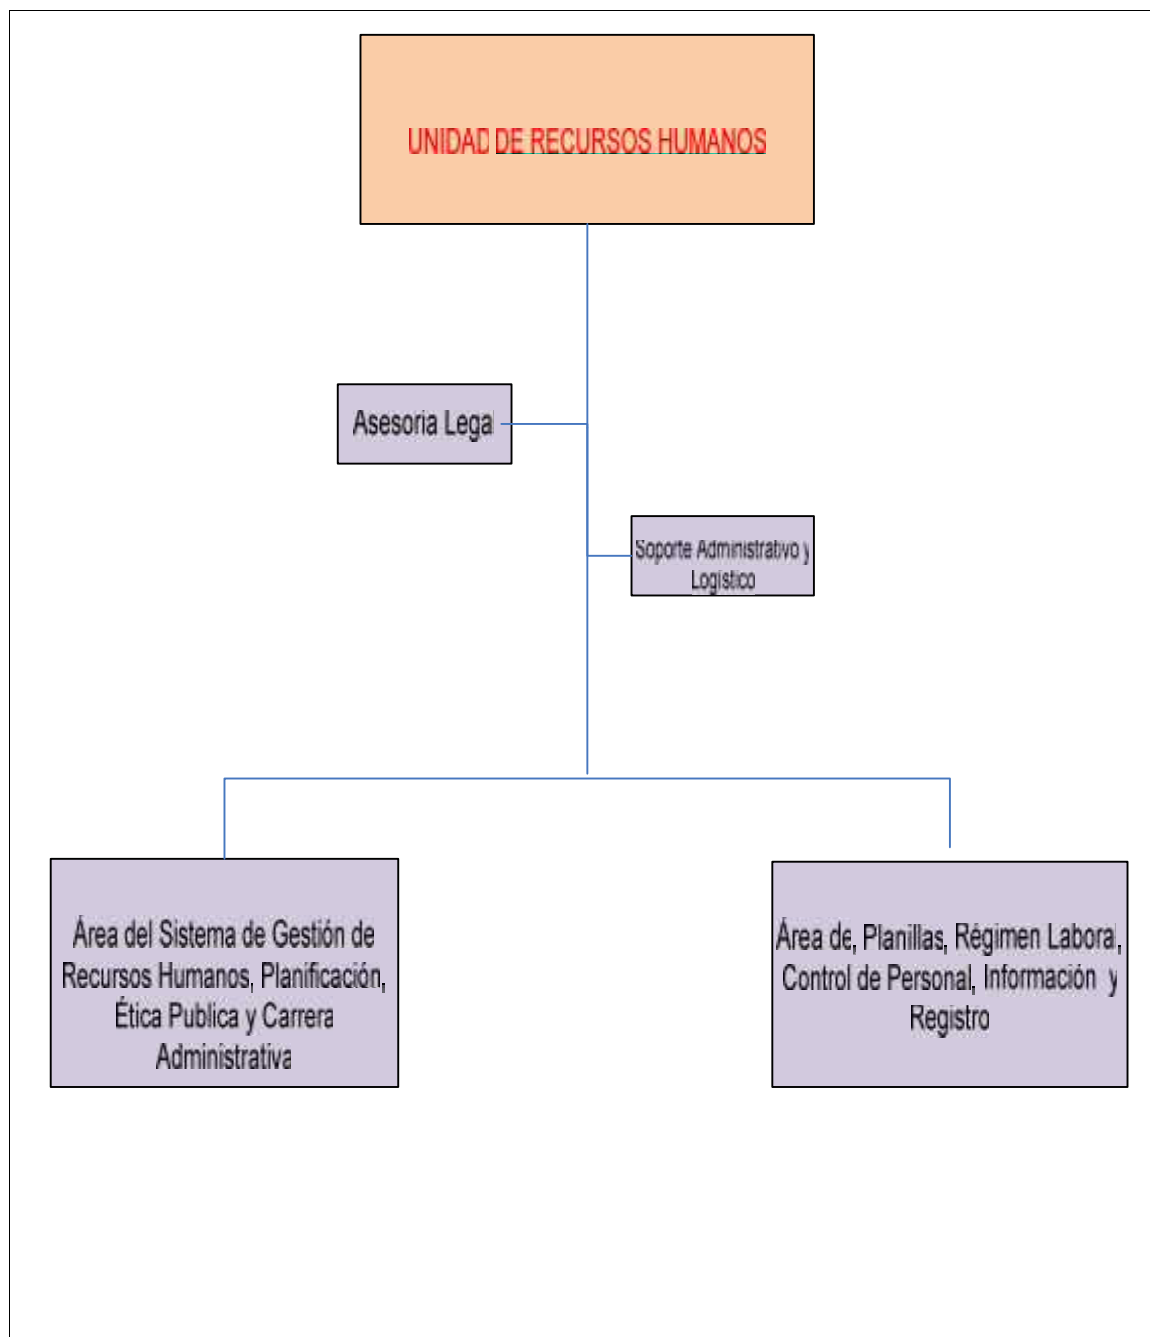 UNIDAD DE RECURSOS HUMANOS
Asesoria Legal
Soporte Administrativo y
Logístico
Área del Sistema de Gestión de
Recursos Humanos, Planificación,
Ética Publica y Carrera
Administrativa
Área de, Planillas, Régimen Laboral,
Control de Personal, Información y
Registro